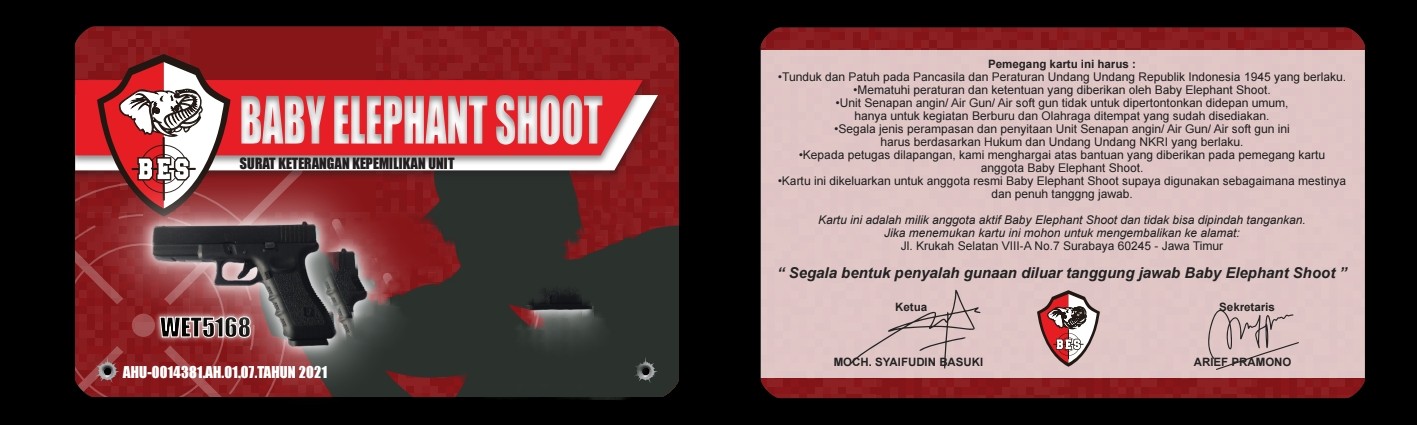 BABY ELEPHANT SHOOT
SURAT KETERANGAN KEPEMILIKAN UNIT
BES
WET5168
AHU-0014381.AH.01.07.TAHUN 2021
Pemegang kartu ini harus :
•Tunduk dan Patuh pada Pancasila dan Peraturan Undang Undang Republik Indonesia 1945 yang berlaku.
•Mematuhi peraturan dan ketentuan yang diberikan oleh Baby Elephant Shoot.
•Unit Senapan angin/ Air Gun/ Air soft gun tidak untuk dipertontonkan didepan umum,
hanya untuk kegiatan Berburu dan Olahraga ditempat yang sudah disediakan.
•Segala jenis perampasan dan penyitaan Unit Senapan angin/ Air Gun/ Air soft gun ini
harus berdasarkan Hukum dan Undang Undang NKRI yang berlaku.
•Kepada petugas dilapangan, kami menghargai atas bantuan yang diberikan pada pemegang kartu
anggota Baby Elephant Shoot.
•Kartu ini dikeluarkan untuk anggota resmi Baby Elephant Shoot supaya digunakan sebagaimana mestinya
dan penuh tanggng jawab.
Kartu ini adalah milik anggota aktif Baby Elephant Shoot dan tidak bisa dipindah tangankan.
Jika menemukan kartu ini mohon untuk mengembalikan ke alamat:
Jl. Krukah Selatan VIII-A No.7 Surabaya 60245 - Jawa Timur
“ Segala bentuk penyalah gunaan diluar tanggung jawab Baby Elephant Shoot ”
Ketua
MOCH. SYAIFUDIN BASUKI
BES
Sekretaris
ARIEF PRAMONO